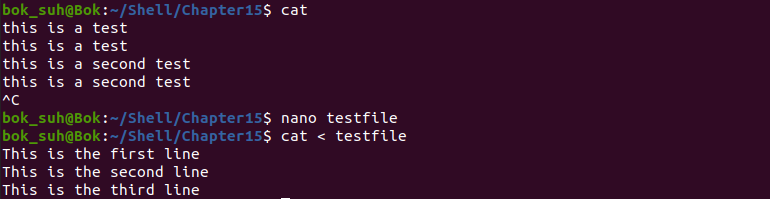 bok_suh@Bok:~/Shell/Chapter15$ cat
this is a test
this is a test
this is a second test
this is a second test
^C
bok_suh@Bok:~/Shell/Chapter15$ nano testfile
bok_suh@Bok:~/Shell/Chapter15$ cat < testfile
This is the first line
This is the second line
This is the third line